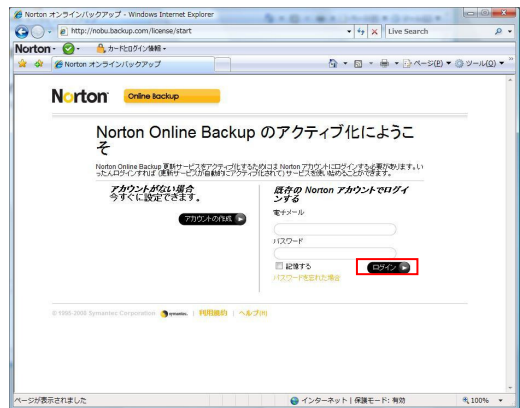 Norton オンラインバックアップ - Windows Internet Explorer
http://nobu.backup.com/license/start
Live Search
Norton
カード/ログイン情報
Norton オンラインバックアップ
ページ(P)
ツール(O)
Norton Online Backup
Norton Online Backup のアクティブ化にようこ
そ
Norton Online Backup 更新サービスをアクティブ化するためには Norton アカウントにログインする必要があります。い
ったんログインすれば (更新サービスが自動的にアクティブ化されて) サービスを使い始めることができます。
アカウントがない場合
今すぐに設定できます。
アカウントの作成
既存の Norton アカウントでログイ
ンする
電子メール
パスワード
記憶する
ログイン
パスワードを忘れた場合
© 1995-2008 Symantec Corporation
symantec.
利用規約
ヘルプ(H)
ページが表示されました
インターネット | 保護モード: 有効
100%